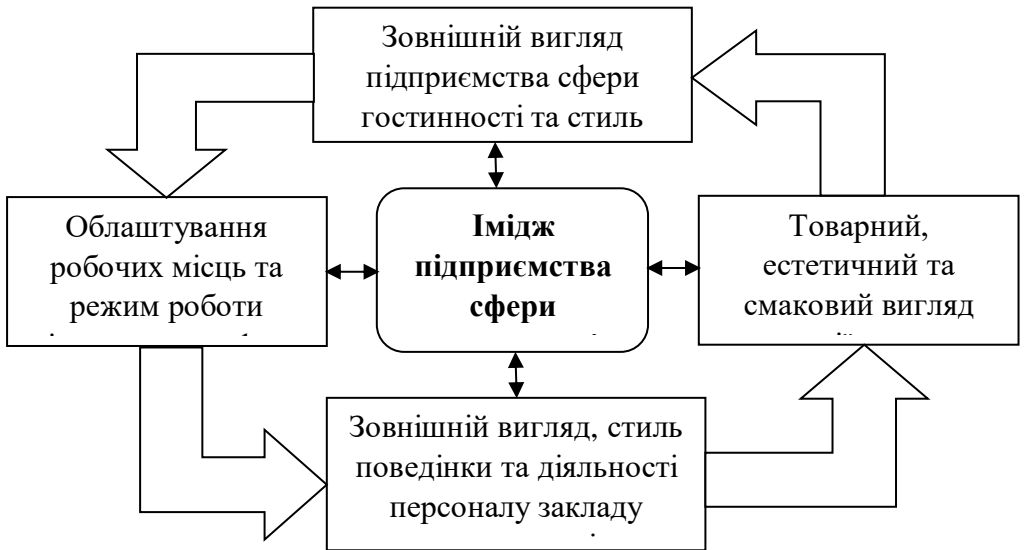 Зовнішній вигляд
підприємства сфери
гостинності та стиль
Облаштування
робочих місць та
режим роботи
Імідж
підприємства
сфери
Товарний,
естетичний та
смаковий вигляд
Зовнішній вигляд, стиль
поведінки та діяльності
персоналу закладу